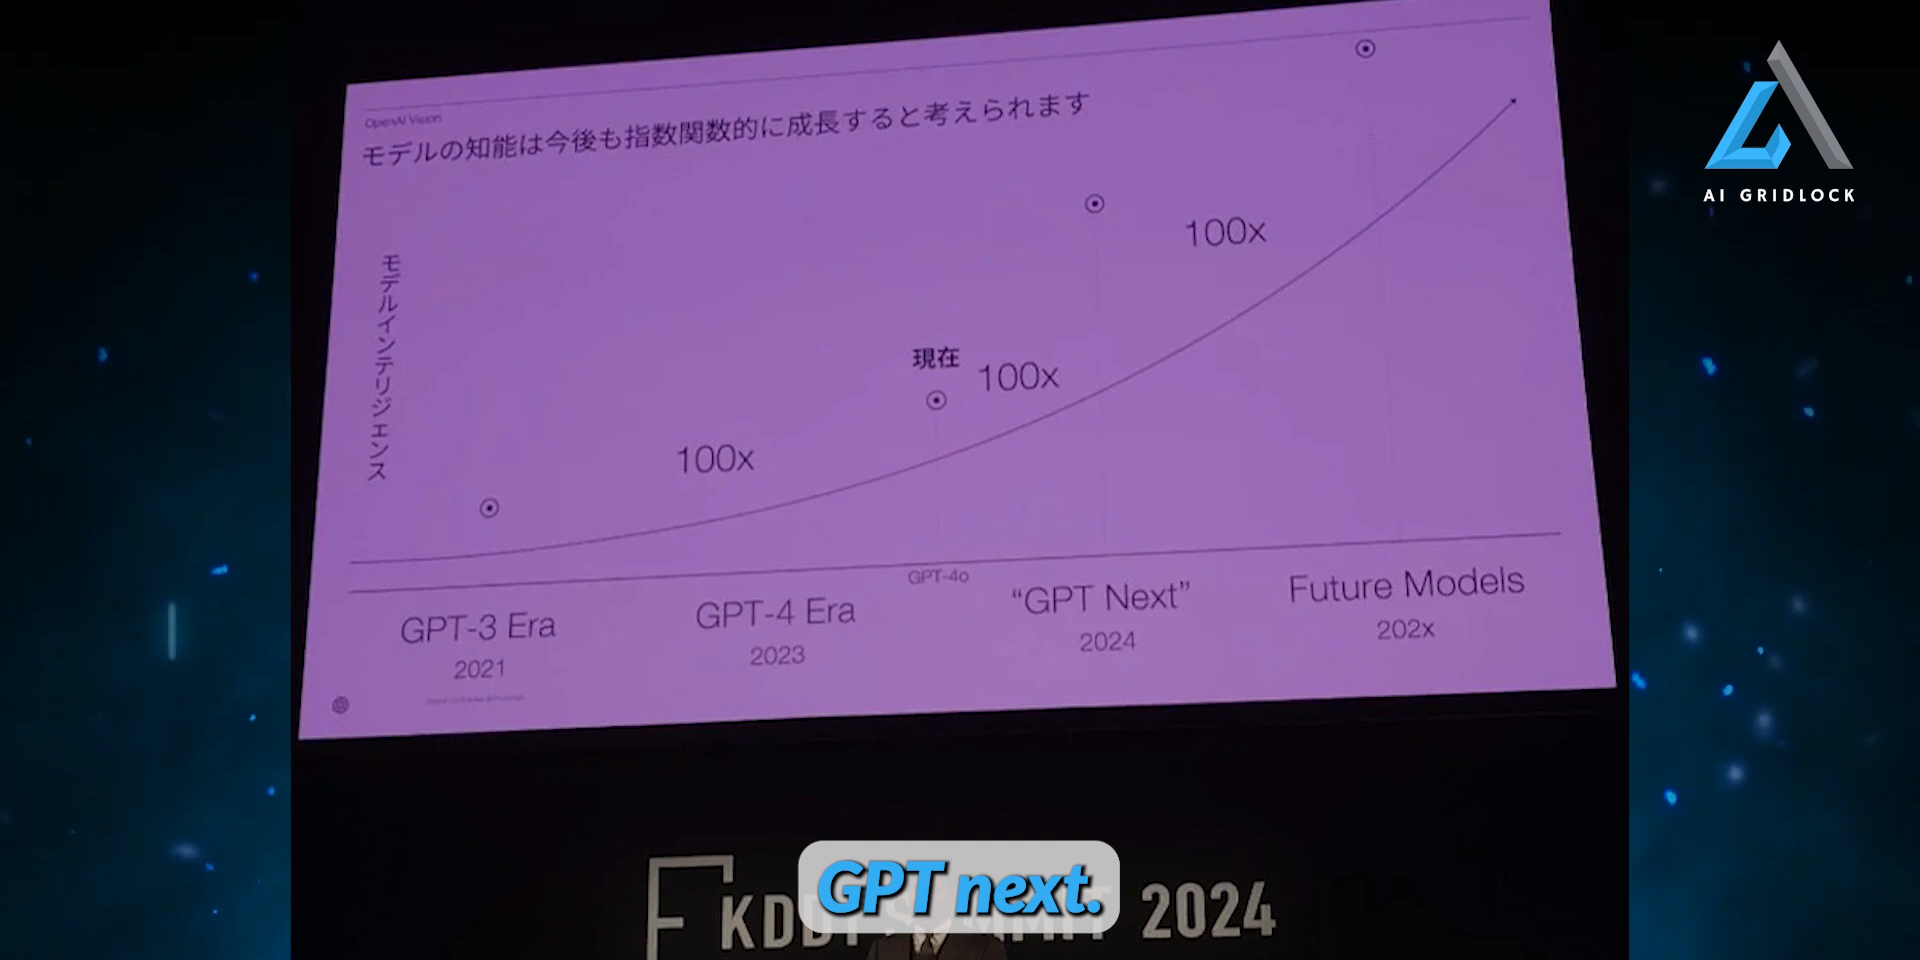 OpenAI Vision
モデルの知能は今後も指数関数的に成長すると考えられます
モデルインテリジェンス
100x
現在
100x
100x
GPT-4o
GPT-3 Era
2021
GPT-4 Era
2023
“GPT Next”
2024
Future Models
202x
AI GRIDLOCK
GPT next.
KDDI SUMMIT 2024